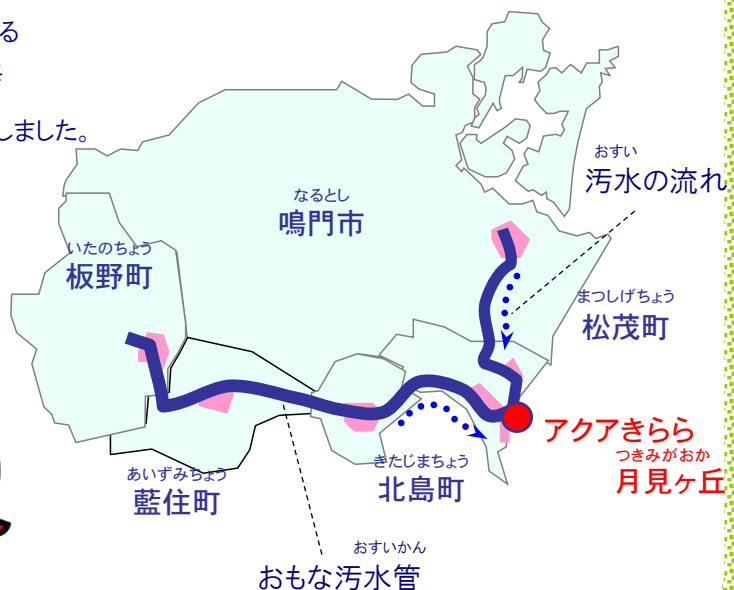 る
しました。
おすい
汚水の流れ
なるとし
鳴門市
いたのちょう
板野町
まつしげちょう
松茂町
アクアきらら
つきみがおか
月見ヶ丘
きたじまちょう
北島町
あいずみちょう
藍住町
おすいかん
おもな汚水管